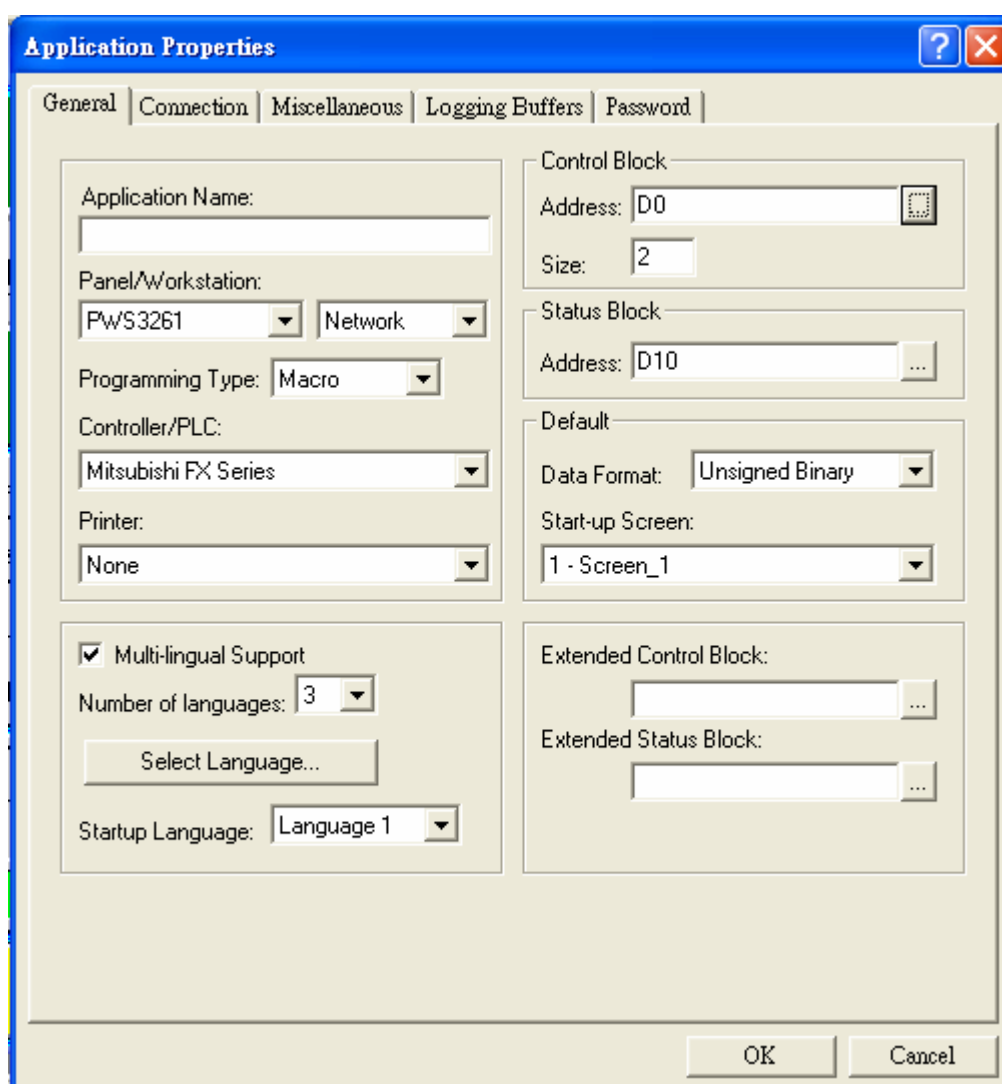 Application Properties
General Connection Miscellaneous Logging Buffers Password
Application Name:
Panel/Workstation:
PWS3261 Network
Programming Type: Macro
Controller/PLC:
Mitsubishi FX Series
Printer:
None
Control Block
Address: D0 ...
Size: 2
Status Block
Address: D10 ...
Default
Data Format: Unsigned Binary
Start-up Screen:
1 - Screen_1
Multi-lingual Support
Number of languages: 3
Select Language...
Startup Language: Language 1
Extended Control Block:
...
Extended Status Block:
...
OK Cancel